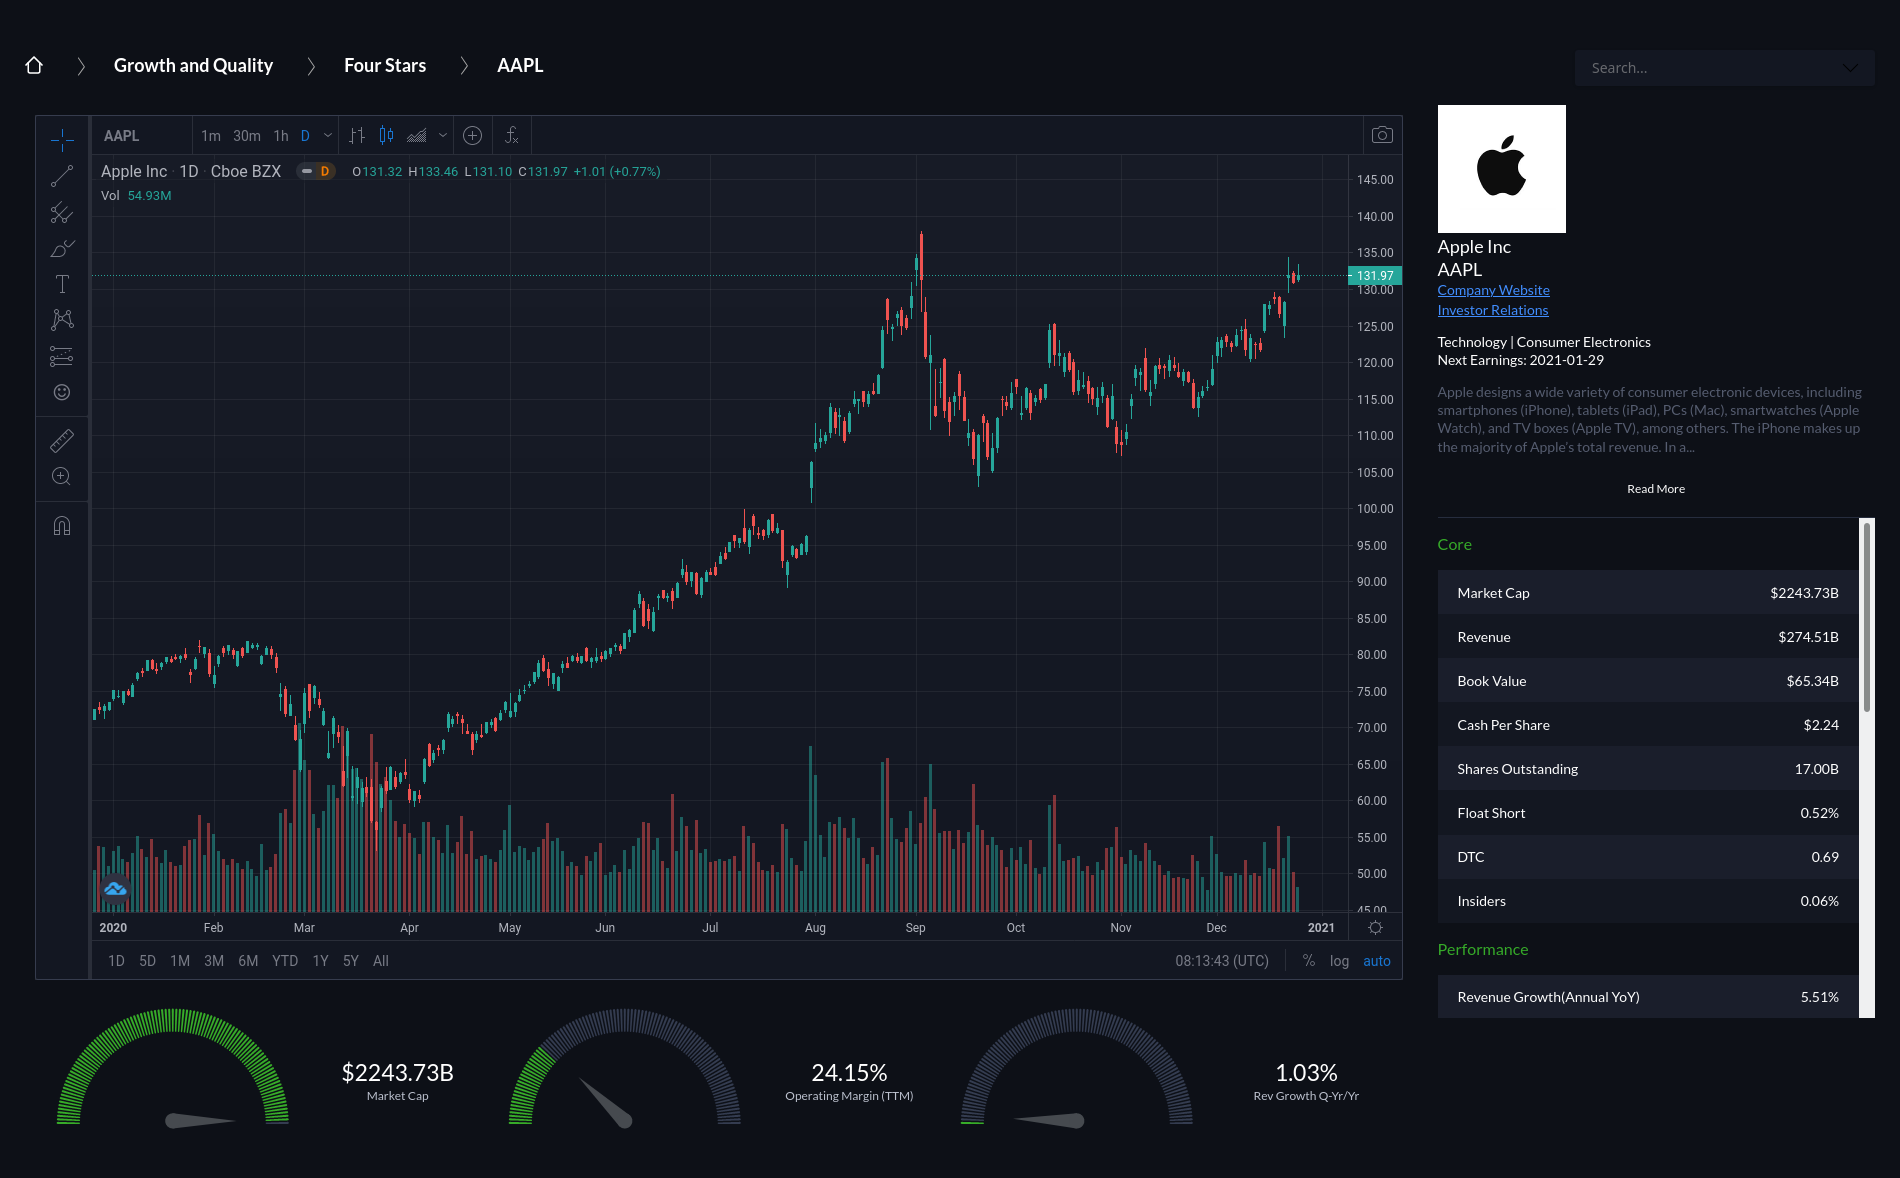 Growth and Quality
Four Stars
AAPL
Search...
AAPL
1m 30m 1h D
Apple Inc · 1D · Cboe BZX D O131.32 H133.46 L131.10 C131.97 +1.01 (+0.77%)
Vol 54.93M
145.00
140.00
135.00
131.97
130.00
125.00
120.00
115.00
110.00
105.00
100.00
95.00
90.00
85.00
80.00
75.00
70.00
65.00
60.00
55.00
50.00
45.00
2020 Feb Mar Apr May Jun Jul Aug Sep Oct Nov Dec 2021
1D 5D 1M 3M 6M YTD 1Y 5Y All
08:13:43 (UTC) % log auto
$2243.73B
Market Cap
24.15%
Operating Margin (TTM)
1.03%
Rev Growth Q-Yr/Yr
Apple Inc
AAPL
Company Website
Investor Relations
Technology | Consumer Electronics
Next Earnings: 2021-01-29
Apple designs a wide variety of consumer electronic devices, including
smartphones (iPhone), tablets (iPad), PCs (Mac), smartwatches (Apple
Watch), and TV boxes (Apple TV), among others. The iPhone makes up
the majority of Apple's total revenue. In a...
Read More
Core
Market Cap $2243.73B
Revenue $274.51B
Book Value $65.34B
Cash Per Share $2.24
Shares Outstanding 17.00B
Float Short 0.52%
DTC 0.69
Insiders 0.06%
Performance
Revenue Growth(Annual YoY) 5.51%